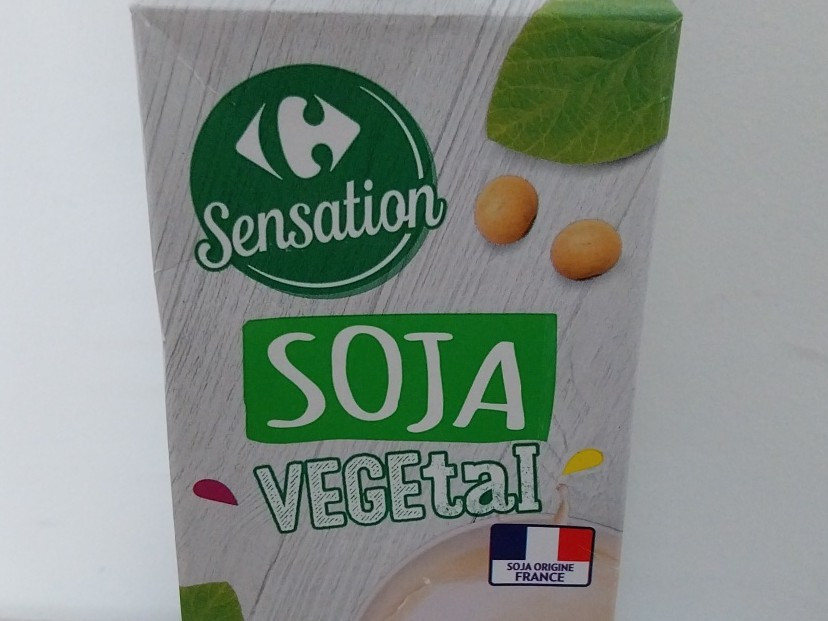 Sensation
SOJA
VEGEtal
SOJA ORIGINE
FRANCE